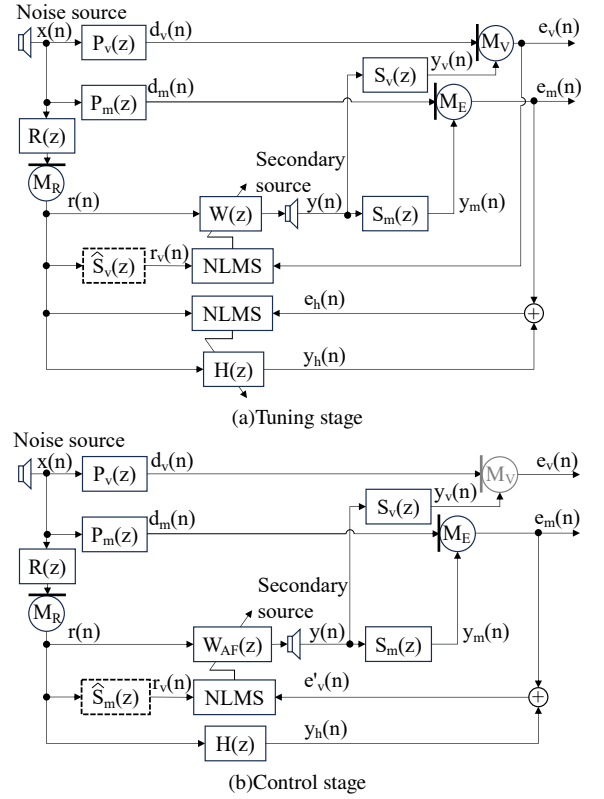 Noise source
x(n)
P_v(z)
d_v(n)
M_V
e_v(n)
S_v(z)
y_v(n)
P_m(z)
d_m(n)
M_E
e_m(n)
R(z)
M_R
r(n)
Secondary
source
W(z)
y(n)
S_m(z)
y_m(n)
Ŝ_v(z)
r_v(n)
NLMS
NLMS
e_h(n)
+
H(z)
y_h(n)
(a)Tuning stage
Noise source
x(n)
P_v(z)
d_v(n)
M_V
e_v(n)
S_v(z)
y_v(n)
P_m(z)
d_m(n)
M_E
e_m(n)
R(z)
M_R
r(n)
Secondary
source
W_AF(z)
y(n)
S_m(z)
y_m(n)
Ŝ_m(z)
r_v(n)
NLMS
e'_v(n)
+
H(z)
y_h(n)
(b)Control stage